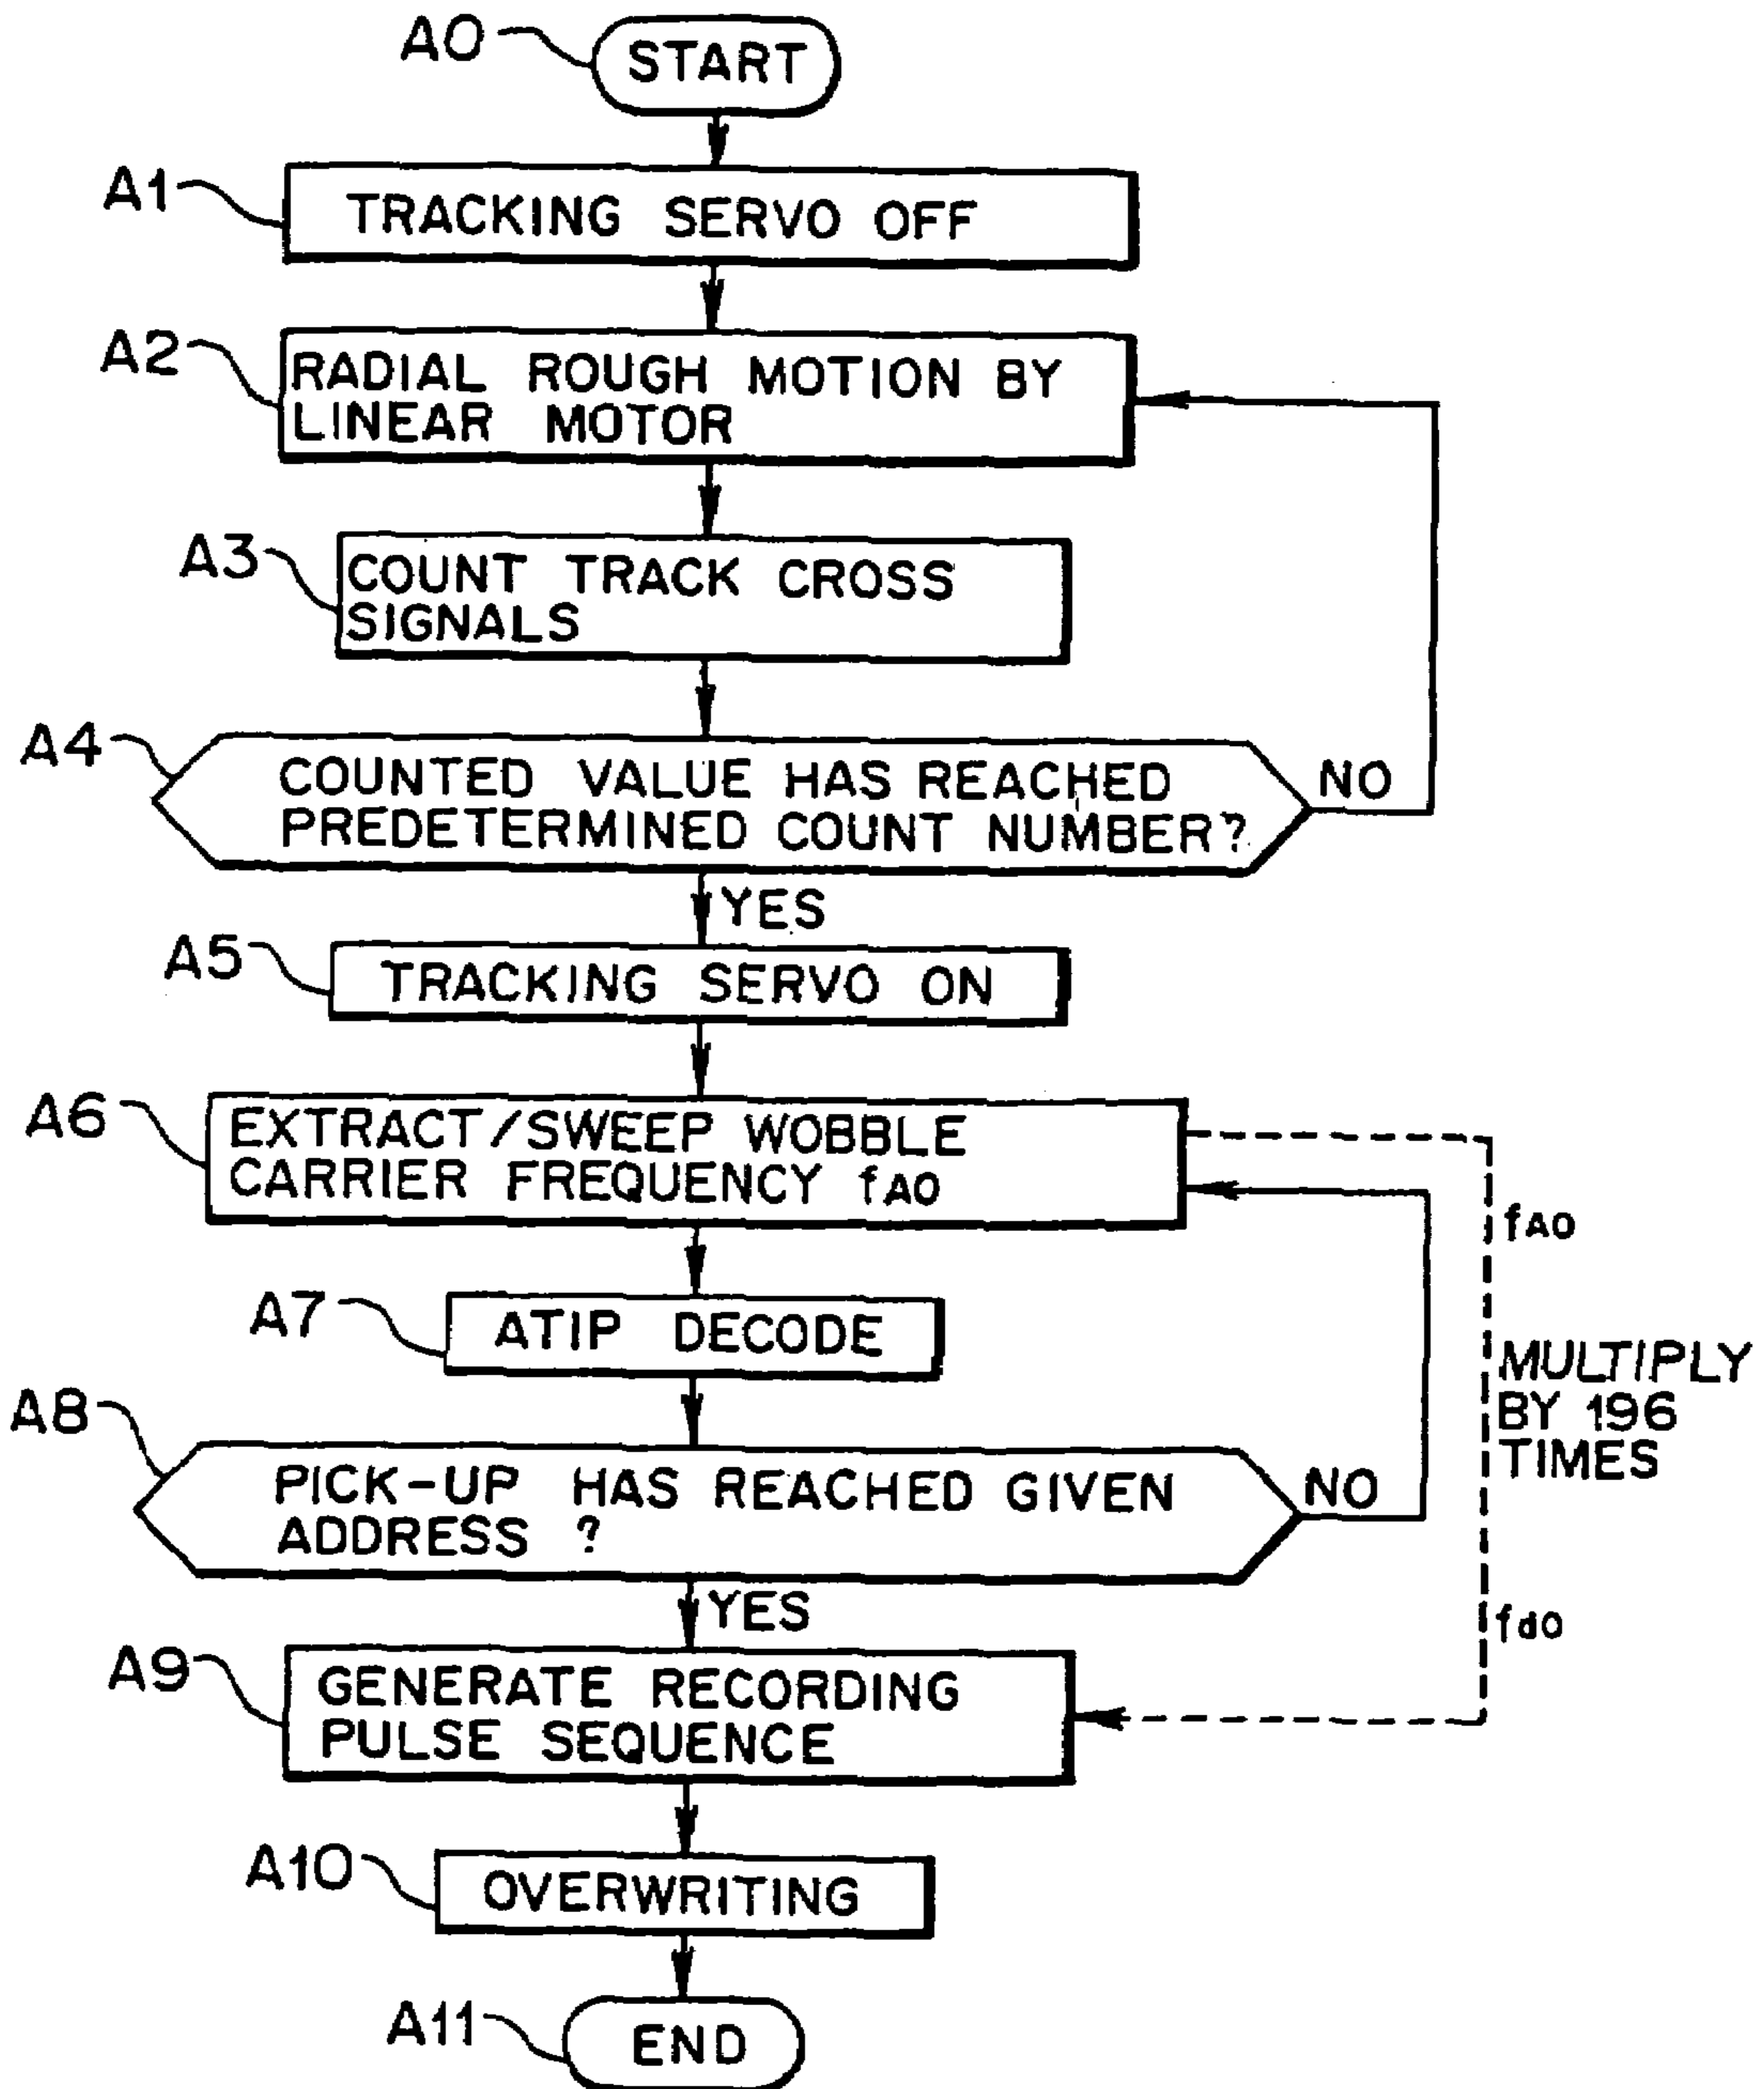 A0
START
A1
TRACKING SERVO OFF
A2
RADIAL ROUGH MOTION BY
LINEAR MOTOR
A3
COUNT TRACK CROSS
SIGNALS
A4
COUNTED VALUE HAS REACHED
PREDETERMINED COUNT NUMBER?
NO
YES
A5
TRACKING SERVO ON
A6
EXTRACT/SWEEP WOBBLE
CARRIER FREQUENCY fA0
fA0
A7
ATIP DECODE
MULTIPLY
BY 196
TIMES
A8
PICK-UP HAS REACHED GIVEN
ADDRESS ?
NO
YES
fd0
A9
GENERATE RECORDING
PULSE SEQUENCE
A10
OVERWRITING
A11
END